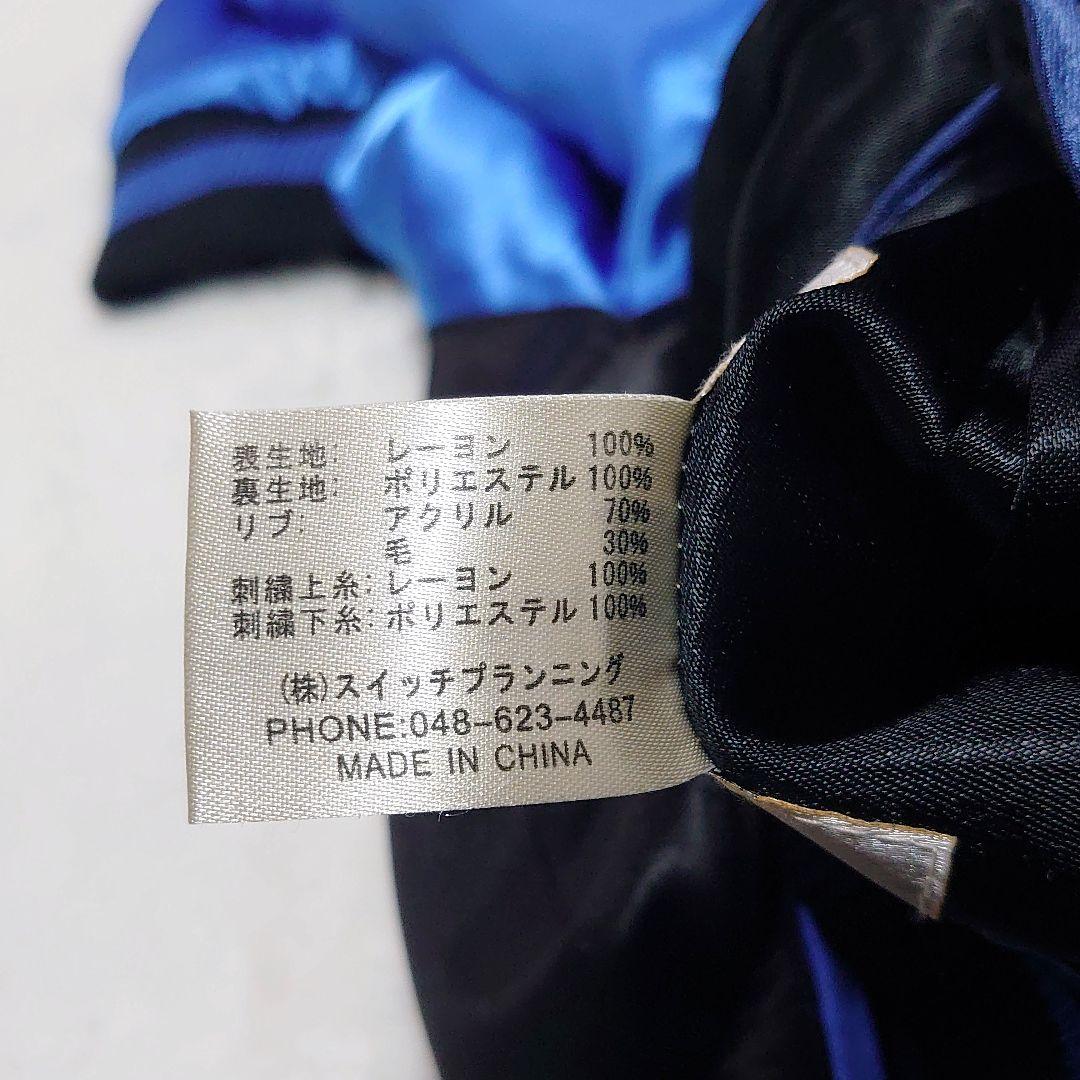 表生地: レーヨン 100%
裏生地: ポリエステル 100%
リブ: アクリル 70%
毛 30%
刺繍上糸: レーヨン 100%
刺繍下糸: ポリエステル 100%
(株)スイッチプランニング
PHONE:048-623-4487
MADE IN CHINA